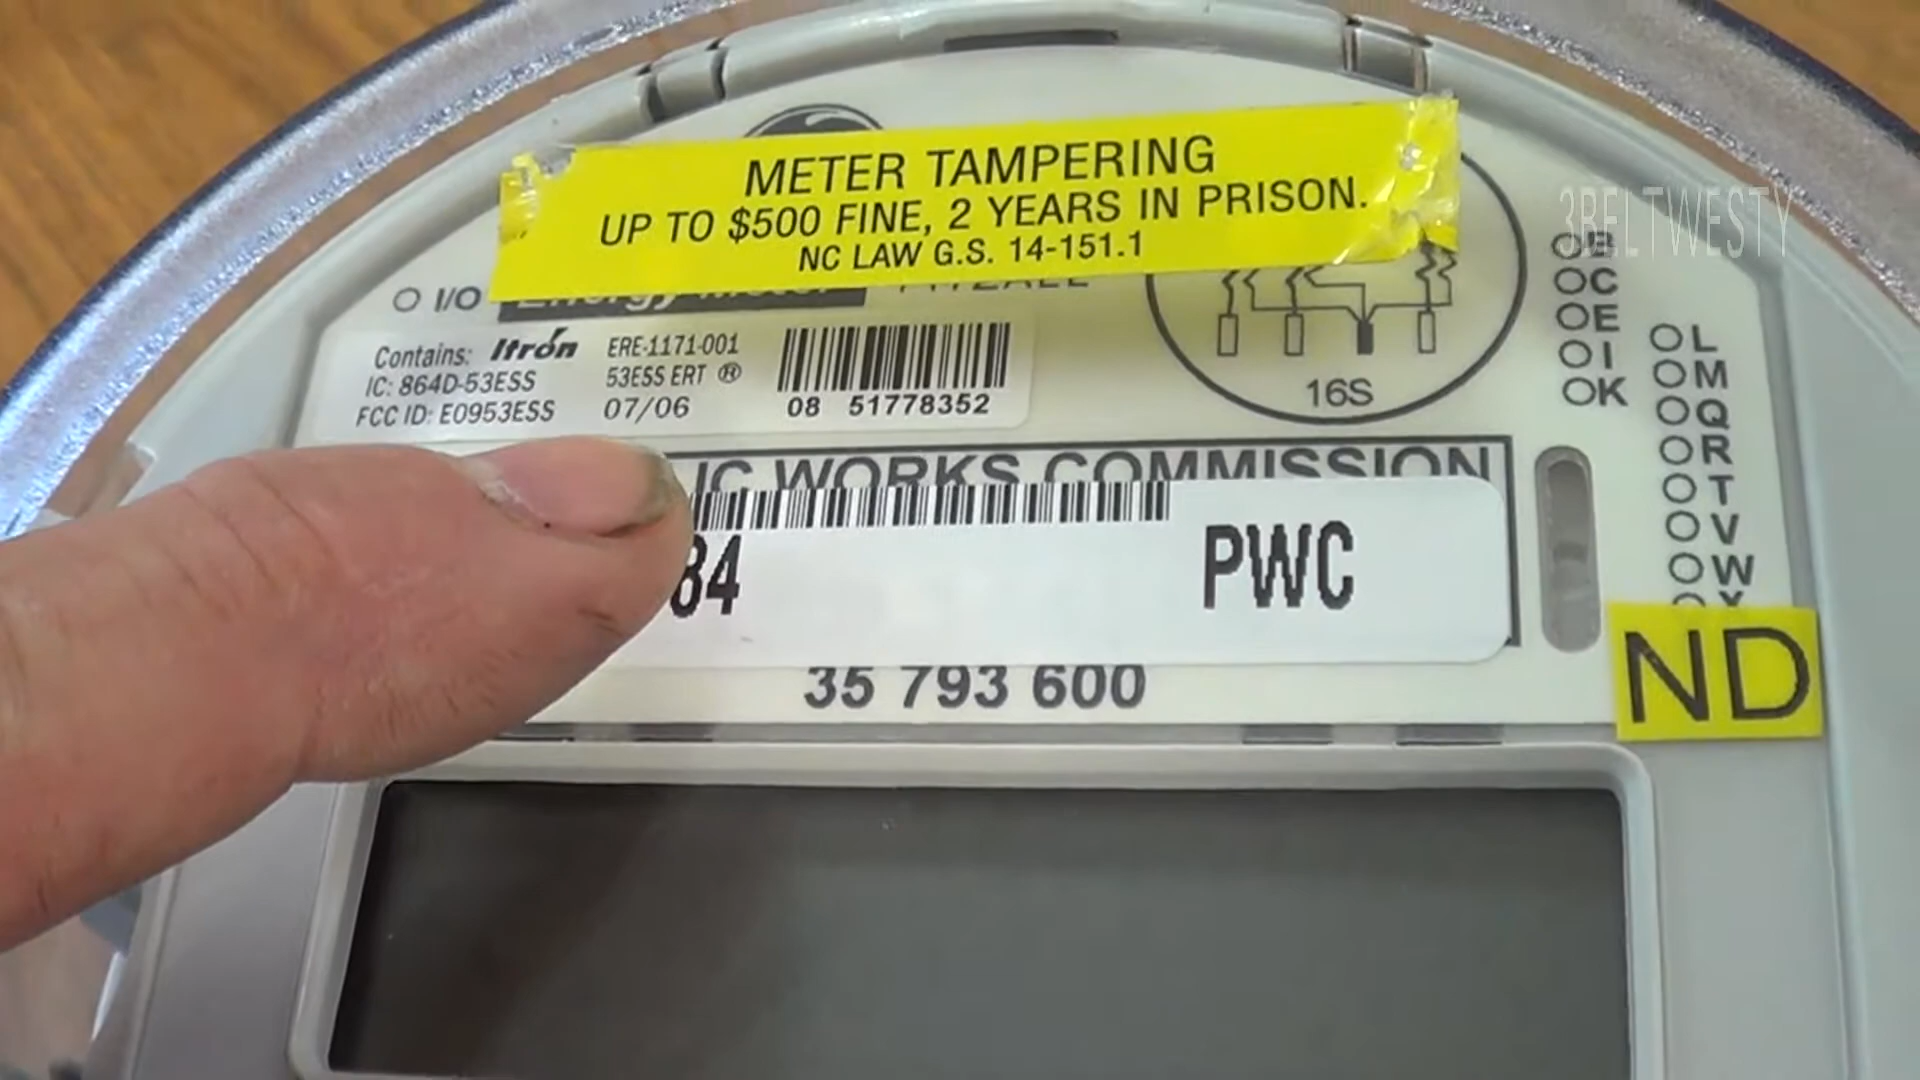 METER TAMPERING
UP TO $500 FINE, 2 YEARS IN PRISON.
NC LAW G.S. 14-151.1
3BELTWESTY
I/O
Energy Meter
Contains: Itron
IC: 864D-53ESS
FCC ID: E0953ESS
ERE-1171-001
53ESS ERT ®
07/06
08 51778352
16S
B
C
E
I
K
L
M
Q
R
T
V
W
IC WORKS COMMISSION
84
PWC
35 793 600
ND